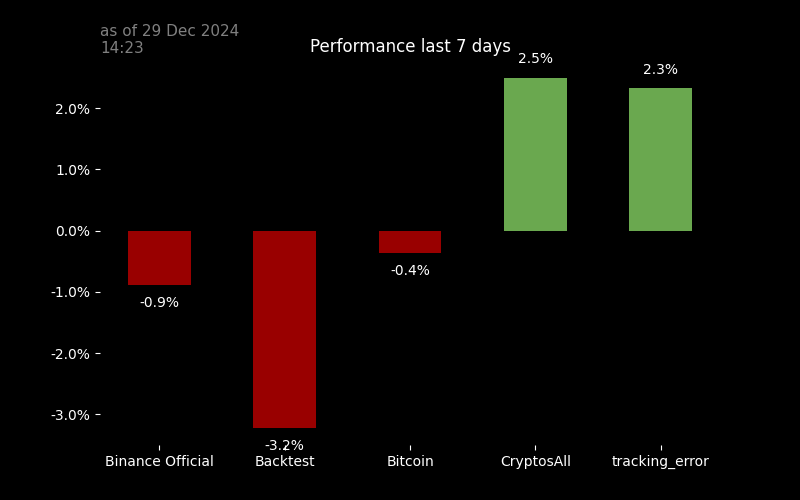 as of 29 Dec 2024
14:23
Performance last 7 days
2.5%
2.3%
2.0%
1.0%
0.0%
-0.4%
-0.9%
-1.0%
-2.0%
-3.0%
-3.2%
Binance Official
Backtest
Bitcoin
CryptosAll
tracking_error